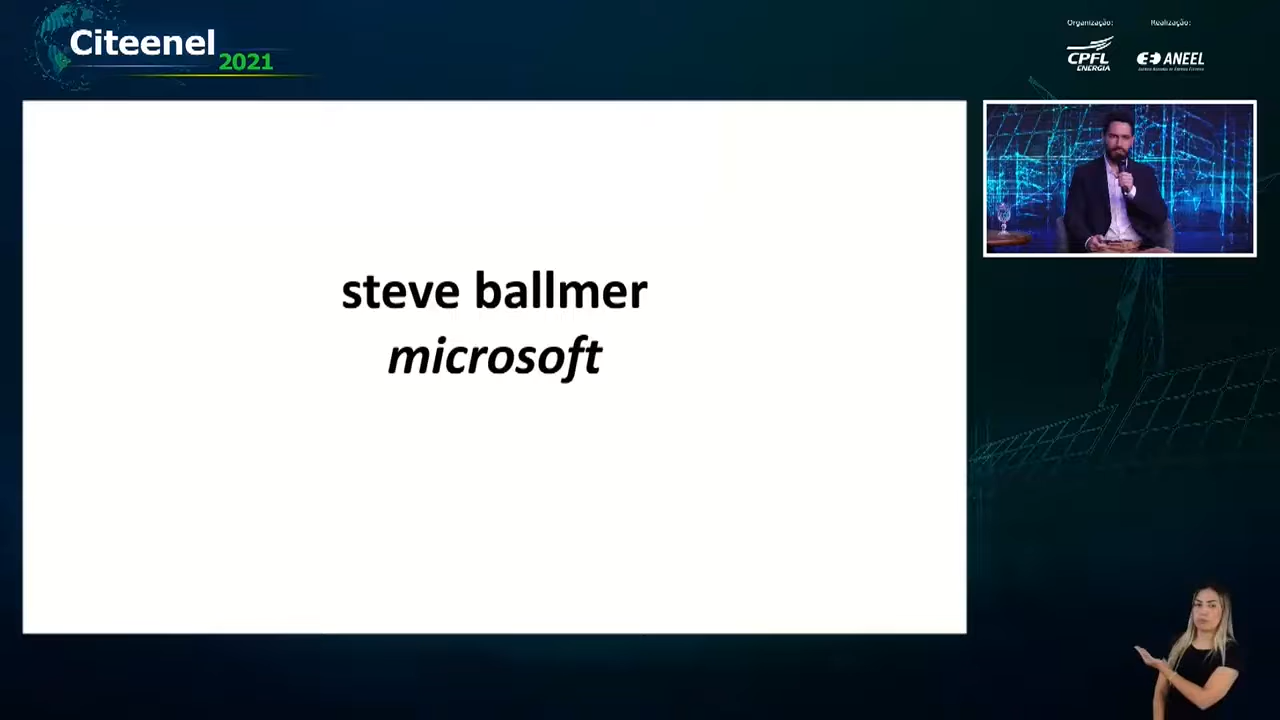 Citeenel
2021
Organização:
Realização:
CPFL
ENERGIA
ANEEL
steve ballmer
microsoft